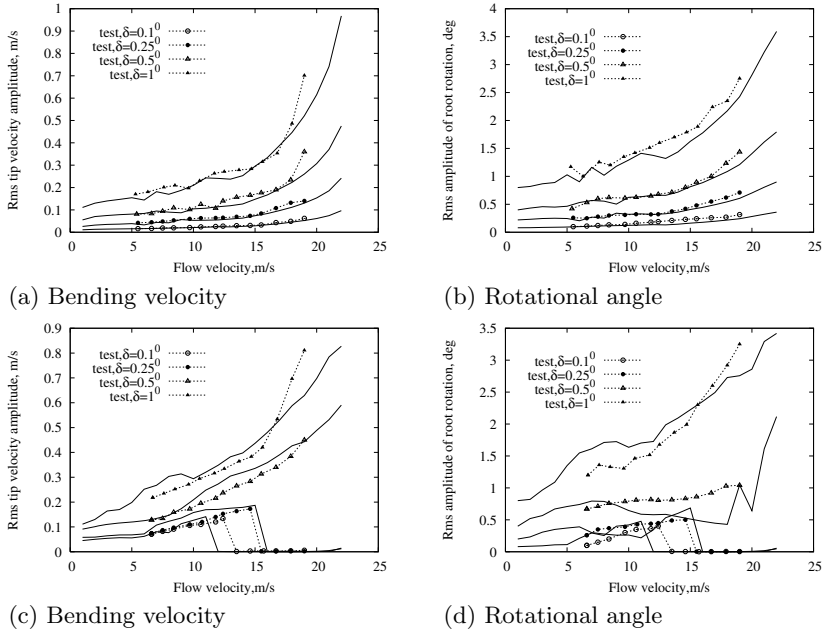 1
0.9
0.8
0.7
0.6
0.5
0.4
0.3
0.2
0.1
0
0 5 10 15 20 25
Rms tip velocity amplitude, m/s
Flow velocity,m/s
test,δ=0.1⁰
test,δ=0.25⁰
test,δ=0.5⁰
test,δ=1⁰
(a) Bending velocity
4
3.5
3
2.5
2
1.5
1
0.5
0
0 5 10 15 20 25
Rms amplitude of root rotation, deg
Flow velocity,m/s
test,δ=0.1⁰
test,δ=0.25⁰
test,δ=0.5⁰
test,δ=1⁰
(b) Rotational angle
0.9
0.8
0.7
0.6
0.5
0.4
0.3
0.2
0.1
0
0 5 10 15 20 25
Rms tip velocity amplitude, m/s
Flow velocity,m/s
test,δ=0.1⁰
test,δ=0.25⁰
test,δ=0.5⁰
test,δ=1⁰
(c) Bending velocity
3.5
3
2.5
2
1.5
1
0.5
0
0 5 10 15 20 25
Rms amplitude of root rotation, deg
Flow velocity,m/s
test,δ=0.1⁰
test,δ=0.25⁰
test,δ=0.5⁰
test,δ=1⁰
(d) Rotational angle